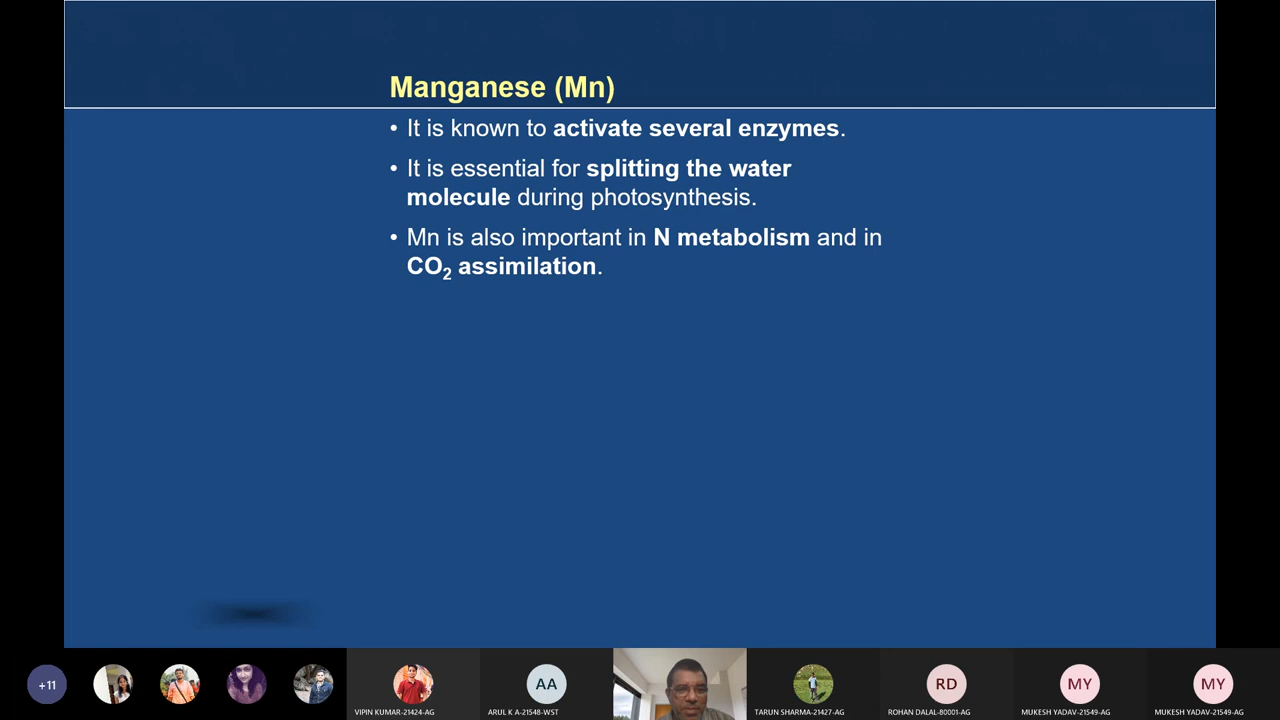 Manganese (Mn)
• It is known to activate several enzymes.
• It is essential for splitting the water
molecule during photosynthesis.
• Mn is also important in N metabolism and in
CO₂ assimilation.
+11
AA
RD
MY
MY
VIPIN KUMAR-21424-AG
ARUL K A-21548-WST
TARUN SHARMA-21427-AG
ROHAN DALAL-80001-AG
MUKESH YADAV-21549-AG
MUKESH YADAV-21549-AG